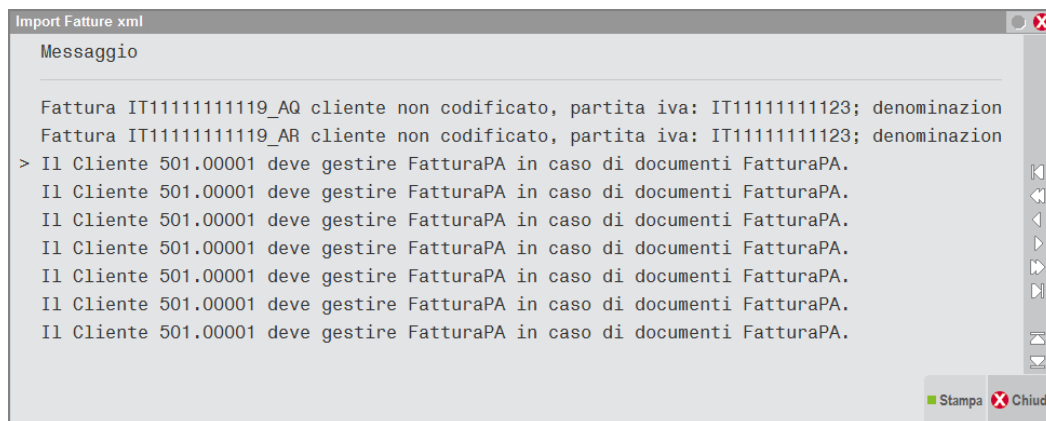 Import Fatture xml
Messaggio
Fattura IT11111111119_AQ cliente non codificato, partita iva: IT11111111123; denominazion
Fattura IT11111111119_AR cliente non codificato, partita iva: IT11111111123; denominazion
> Il Cliente 501.00001 deve gestire FatturaPA in caso di documenti FatturaPA.
Il Cliente 501.00001 deve gestire FatturaPA in caso di documenti FatturaPA.
Il Cliente 501.00001 deve gestire FatturaPA in caso di documenti FatturaPA.
Il Cliente 501.00001 deve gestire FatturaPA in caso di documenti FatturaPA.
Il Cliente 501.00001 deve gestire FatturaPA in caso di documenti FatturaPA.
Il Cliente 501.00001 deve gestire FatturaPA in caso di documenti FatturaPA.
Il Cliente 501.00001 deve gestire FatturaPA in caso di documenti FatturaPA.
Stampa Chiud